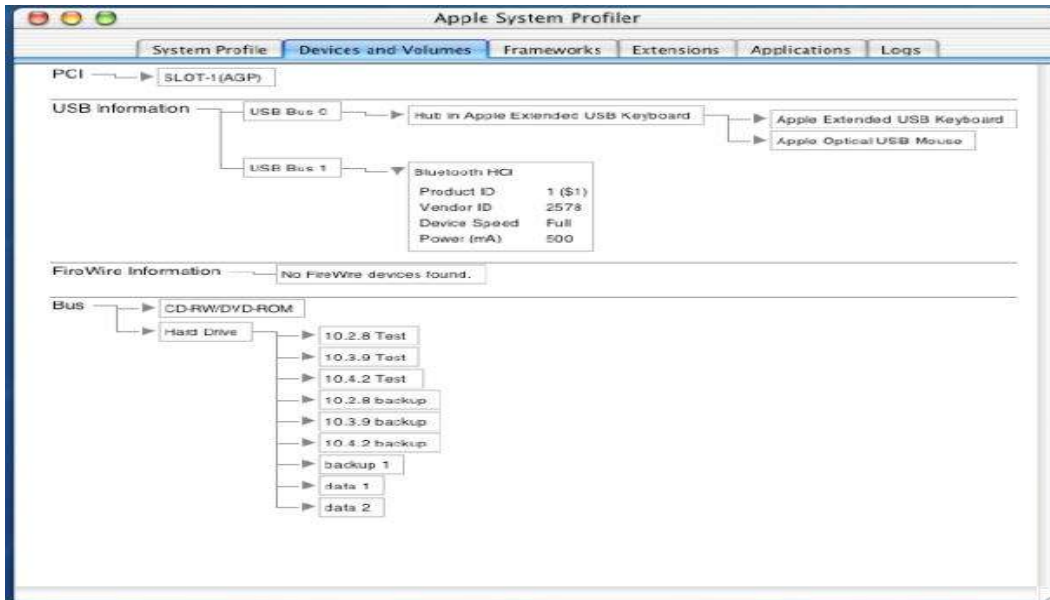 Apple System Profiler
System Profile Devices and Volumes Frameworks Extensions Applications Logs
PCI SLOT-1(AGP)
USB Information USB Bus 0 Hub in Apple Extended USB Keyboard Apple Extended USB Keyboard
Apple Optical USB Mouse
USB Bus 1 Bluetooth HCI
Product ID 1 ($1)
Vendor ID 2578
Device Speed Full
Power (mA) 500
FireWire Information No FireWire devices found.
Bus CD-RW/DVD-ROM
Hard Drive
10.2.8 Test
10.3.9 Test
10.4.2 Test
10.2.8 backup
10.3.9 backup
10.4.2 backup
backup 1
data 1
data 2